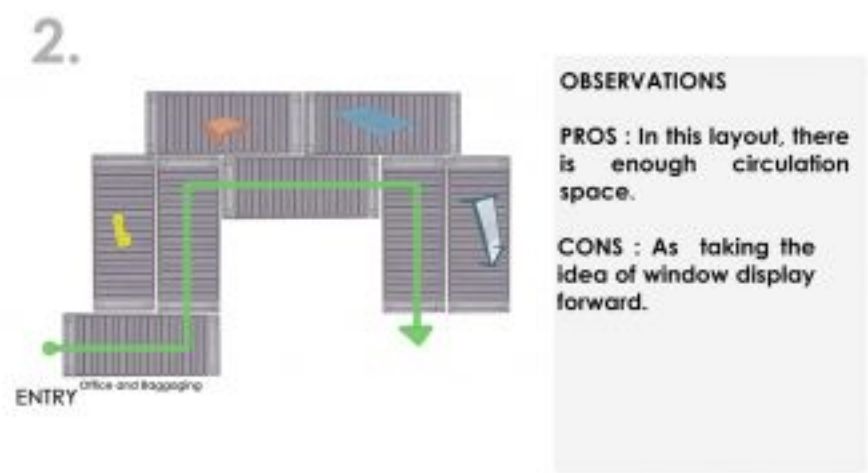 2.
OBSERVATIONS
PROS : In this layout, there
is enough circulation
space.
CONS : As taking the
idea of window display
forward.
Office and Baggaging
ENTRY